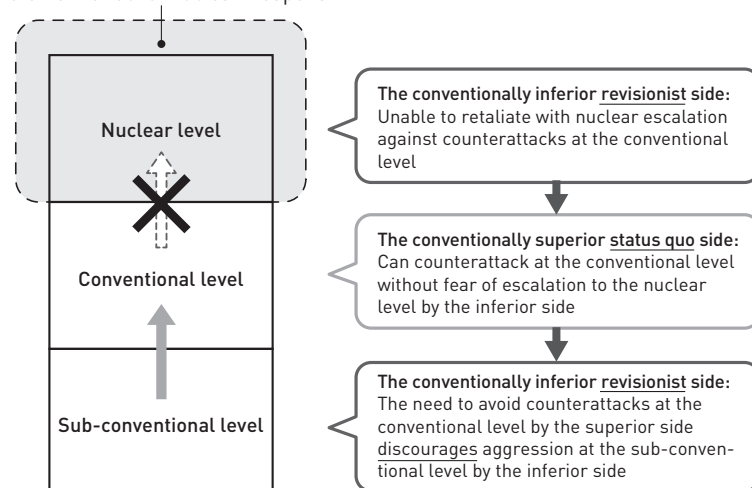 Nuclear level
Conventional level
Sub-conventional level
The conventionally inferior revisionist side:
Unable to retaliate with nuclear escalation
against counterattacks at the conventional
level
The conventionally superior status quo side:
Can counterattack at the conventional level
without fear of escalation to the nuclear
level by the inferior side
The conventionally inferior revisionist side:
The need to avoid counterattacks at the
conventional level by the superior side
discourages aggression at the sub-conven-
tional level by the inferior side